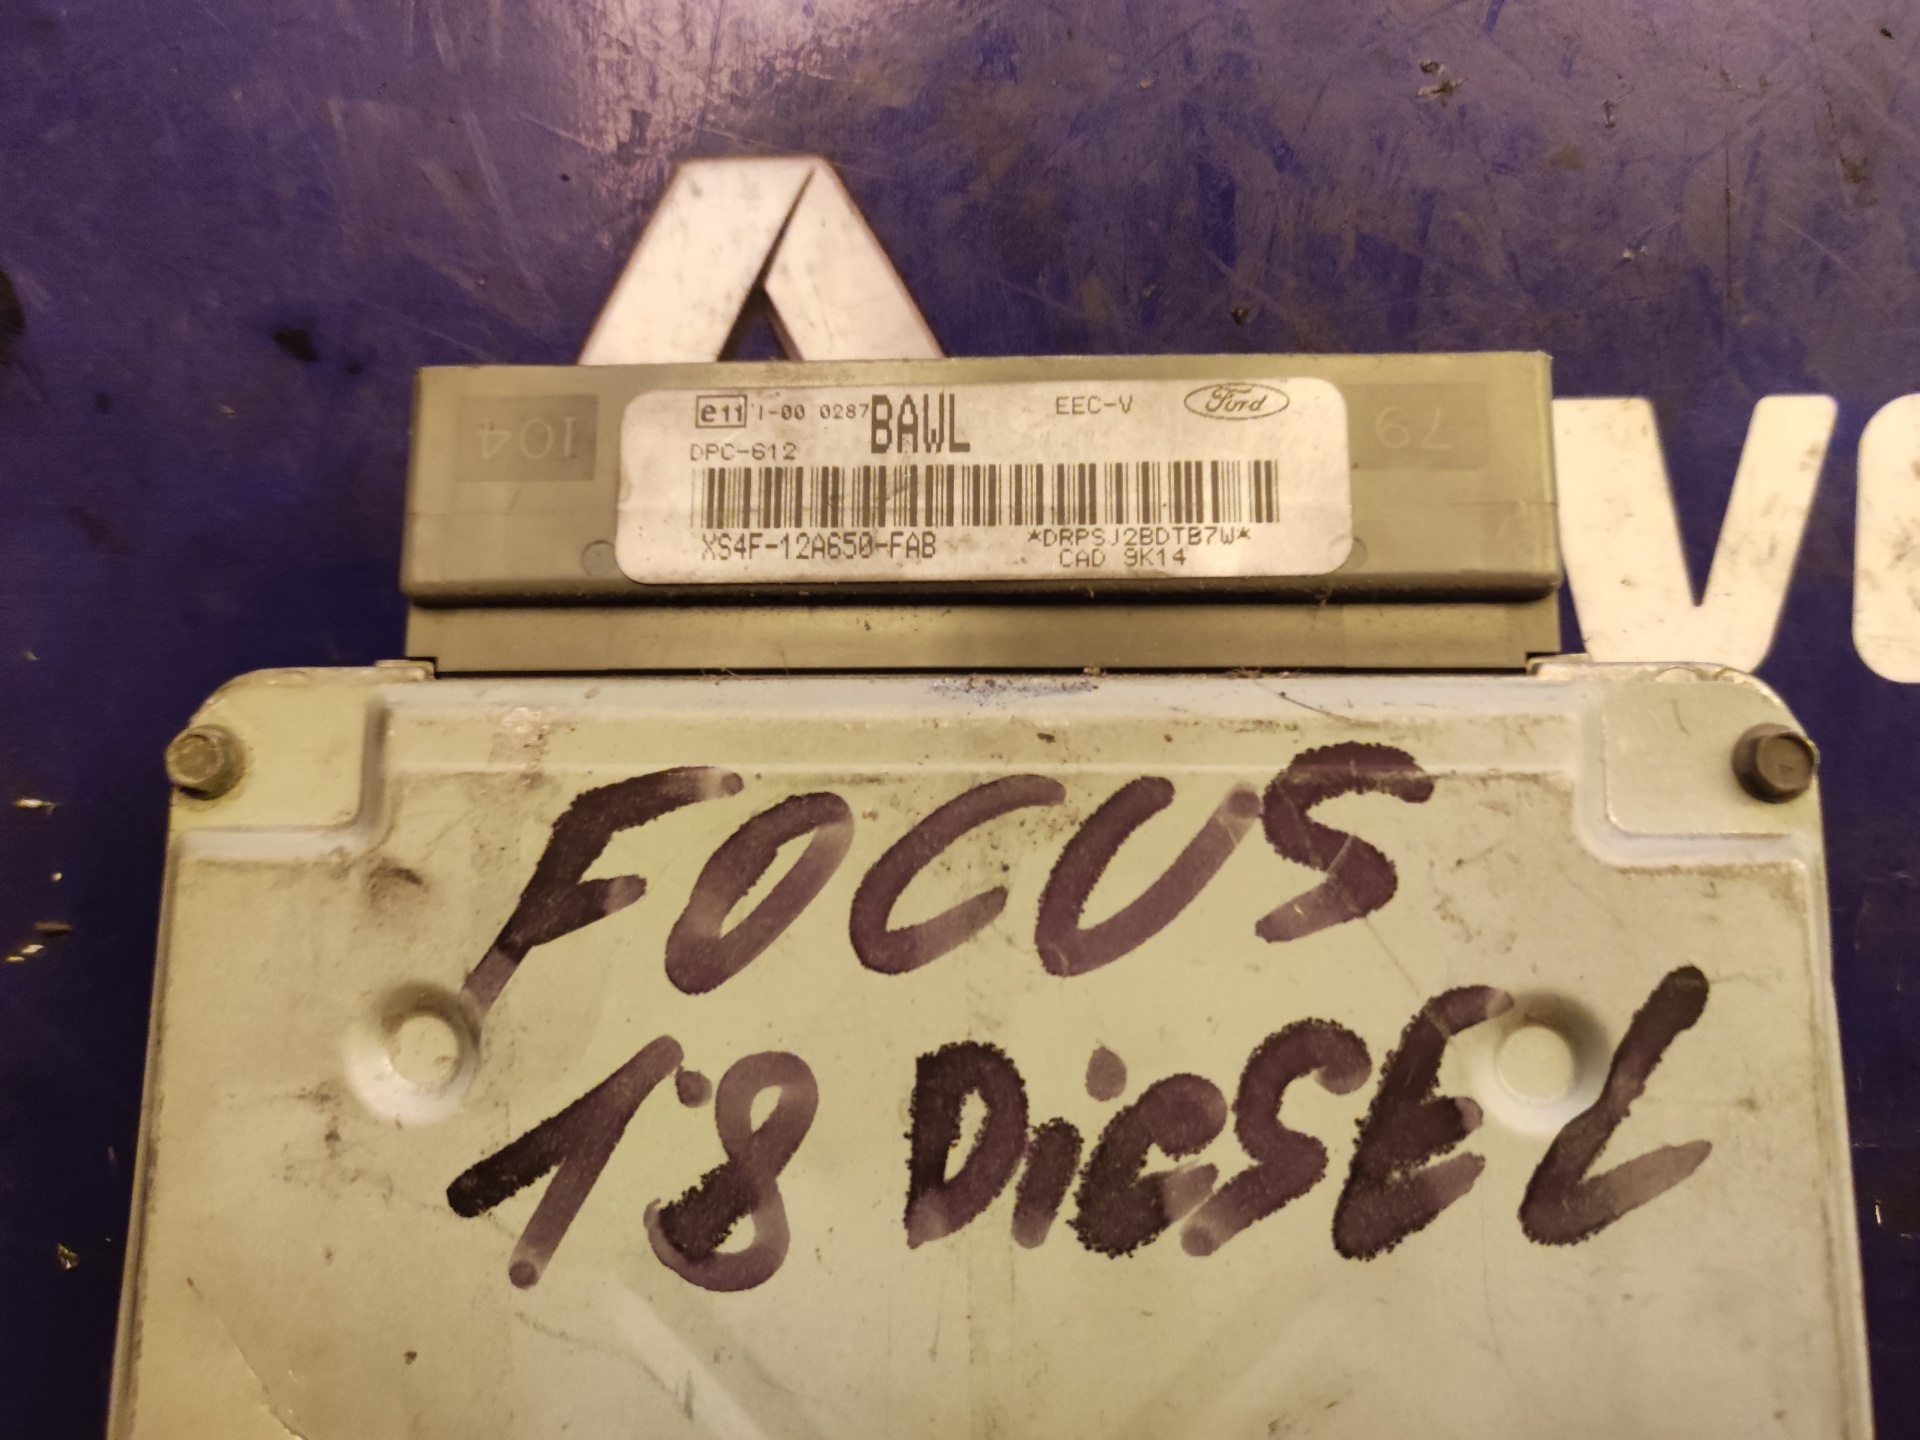 e11 1-00 0287 BAWL EEC-V Ford
DPC-612
XS4F-12A650-FAB *DRPSJ2BDTB7W*
CAD 9K14
104
79
VO
FOCUS
1.8 DiESEL